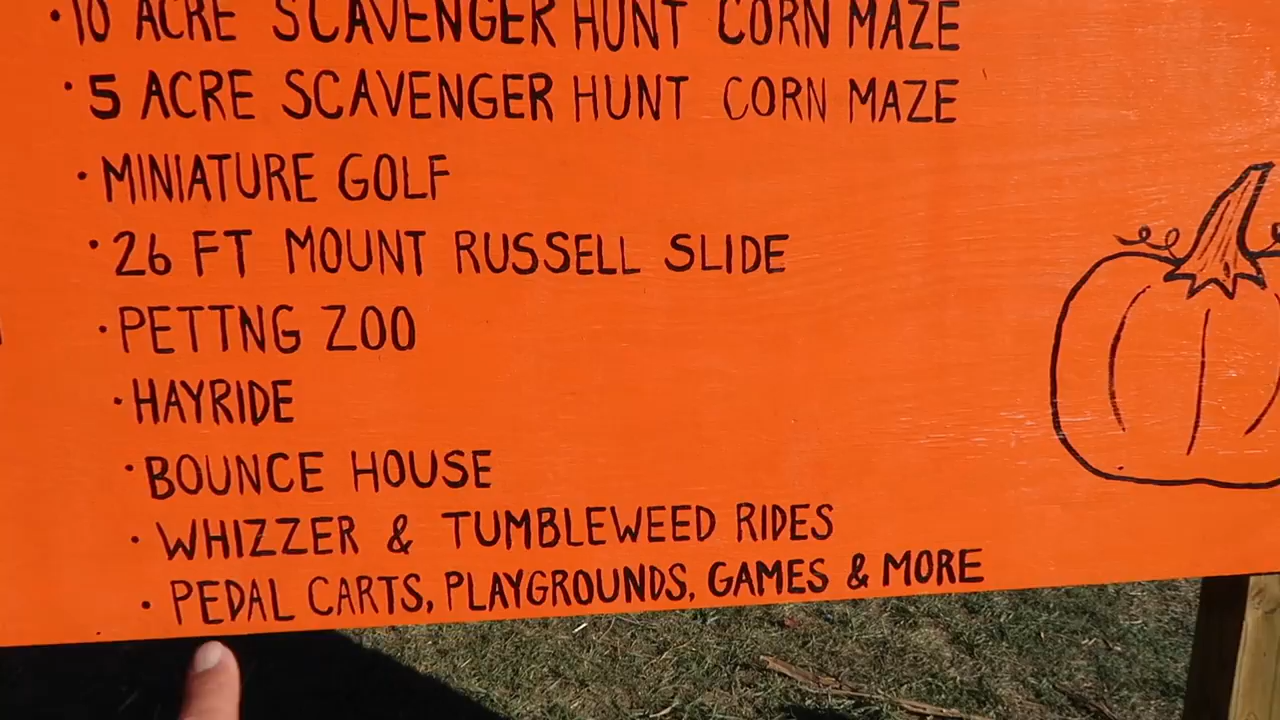 · 10 ACRE SCAVENGER HUNT CORN MAZE
· 5 ACRE SCAVENGER HUNT CORN MAZE
· MINIATURE GOLF
· 26 FT MOUNT RUSSELL SLIDE
· PETTNG ZOO
· HAYRIDE
· BOUNCE HOUSE
· WHIZZER & TUMBLEWEED RIDES
· PEDAL CARTS, PLAYGROUNDS, GAMES & MORE